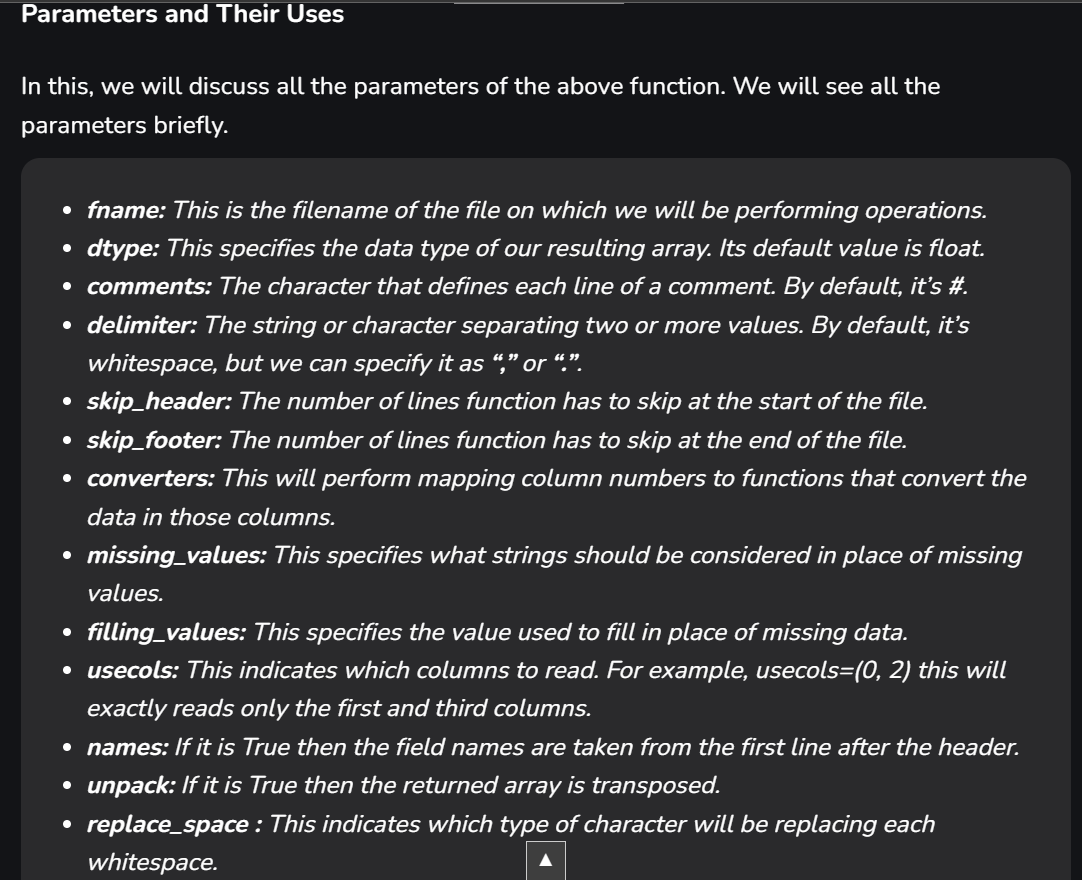 Parameters and Their Uses
In this, we will discuss all the parameters of the above function. We will see all the
parameters briefly.
• fname: This is the filename of the file on which we will be performing operations.
• dtype: This specifies the data type of our resulting array. Its default value is float.
• comments: The character that defines each line of a comment. By default, it’s #.
• delimiter: The string or character separating two or more values. By default, it’s
whitespace, but we can specify it as “,” or “.”.
• skip_header: The number of lines function has to skip at the start of the file.
• skip_footer: The number of lines function has to skip at the end of the file.
• converters: This will perform mapping column numbers to functions that convert the
data in those columns.
• missing_values: This specifies what strings should be considered in place of missing
values.
• filling_values: This specifies the value used to fill in place of missing data.
• usecols: This indicates which columns to read. For example, usecols=(0, 2) this will
exactly reads only the first and third columns.
• names: If it is True then the field names are taken from the first line after the header.
• unpack: If it is True then the returned array is transposed.
• replace_space : This indicates which type of character will be replacing each
whitespace.